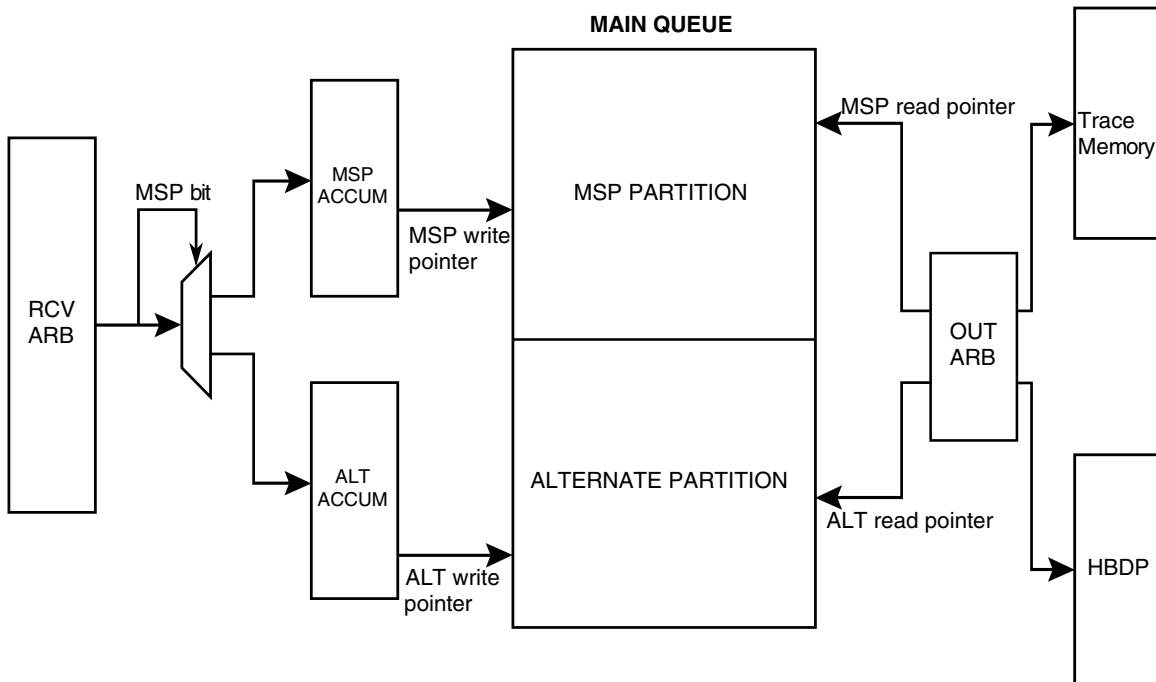 MAIN QUEUE
MSP read pointer
Trace
Memory
MSP
ACCUM
MSP bit
MSP PARTITION
MSP write
pointer
RCV
ARB
OUT
ARB
ALT
ACCUM
ALTERNATE PARTITION
ALT read pointer
ALT write
pointer
HBDP